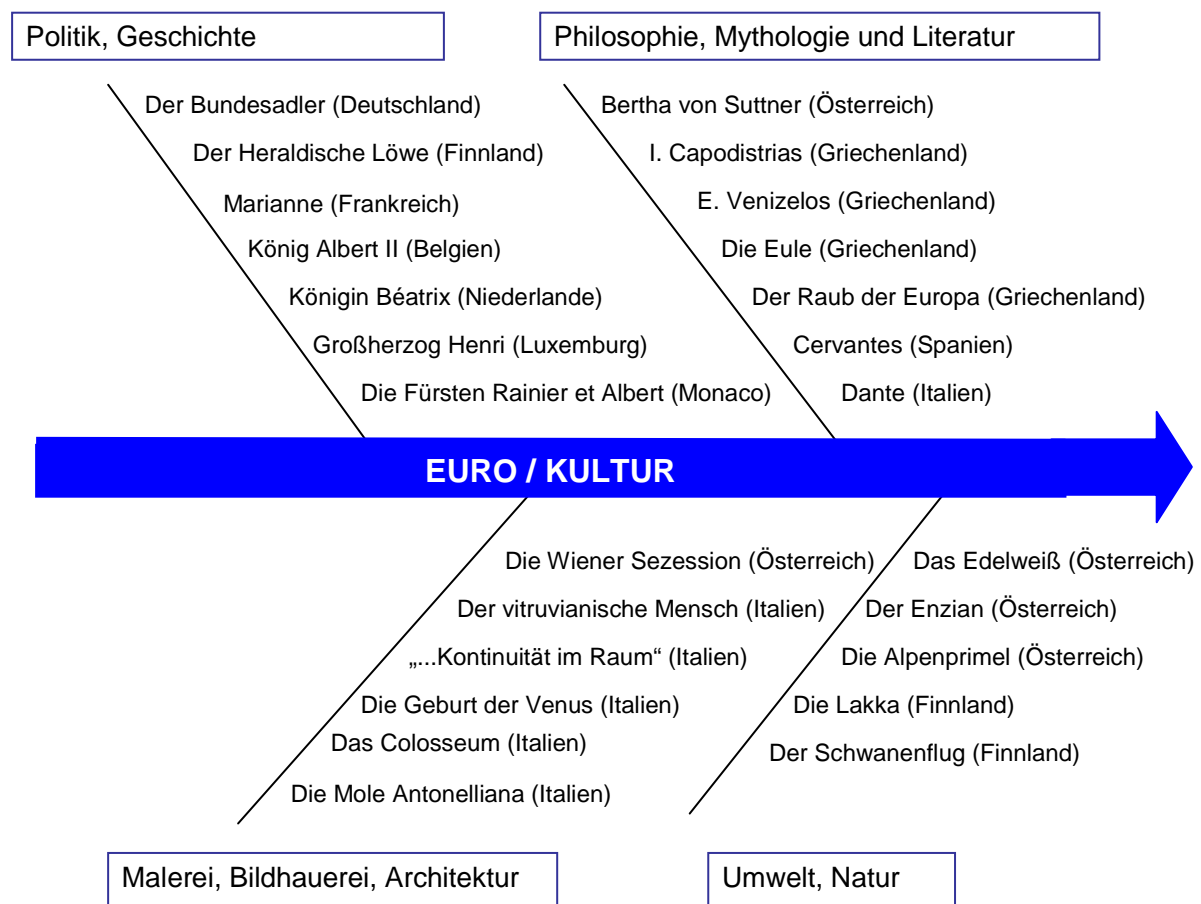 Politik, Geschichte
Der Bundesadler (Deutschland)
Der Heraldische Löwe (Finnland)
Marianne (Frankreich)
König Albert II (Belgien)
Königin Béatrix (Niederlande)
Großherzog Henri (Luxemburg)
Die Fürsten Rainier et Albert (Monaco)
Philosophie, Mythologie und Literatur
Bertha von Suttner (Österreich)
I. Capodistrias (Griechenland)
E. Venizelos (Griechenland)
Die Eule (Griechenland)
Der Raub der Europa (Griechenland)
Cervantes (Spanien)
Dante (Italien)
EURO / KULTUR
Die Wiener Sezession (Österreich)
Der vitruvianische Mensch (Italien)
„...Kontinuität im Raum“ (Italien)
Die Geburt der Venus (Italien)
Das Colosseum (Italien)
Die Mole Antonelliana (Italien)
Malerei, Bildhauerei, Architektur
Das Edelweiß (Österreich)
Der Enzian (Österreich)
Die Alpenprimel (Österreich)
Die Lakka (Finnland)
Der Schwanenflug (Finnland)
Umwelt, Natur